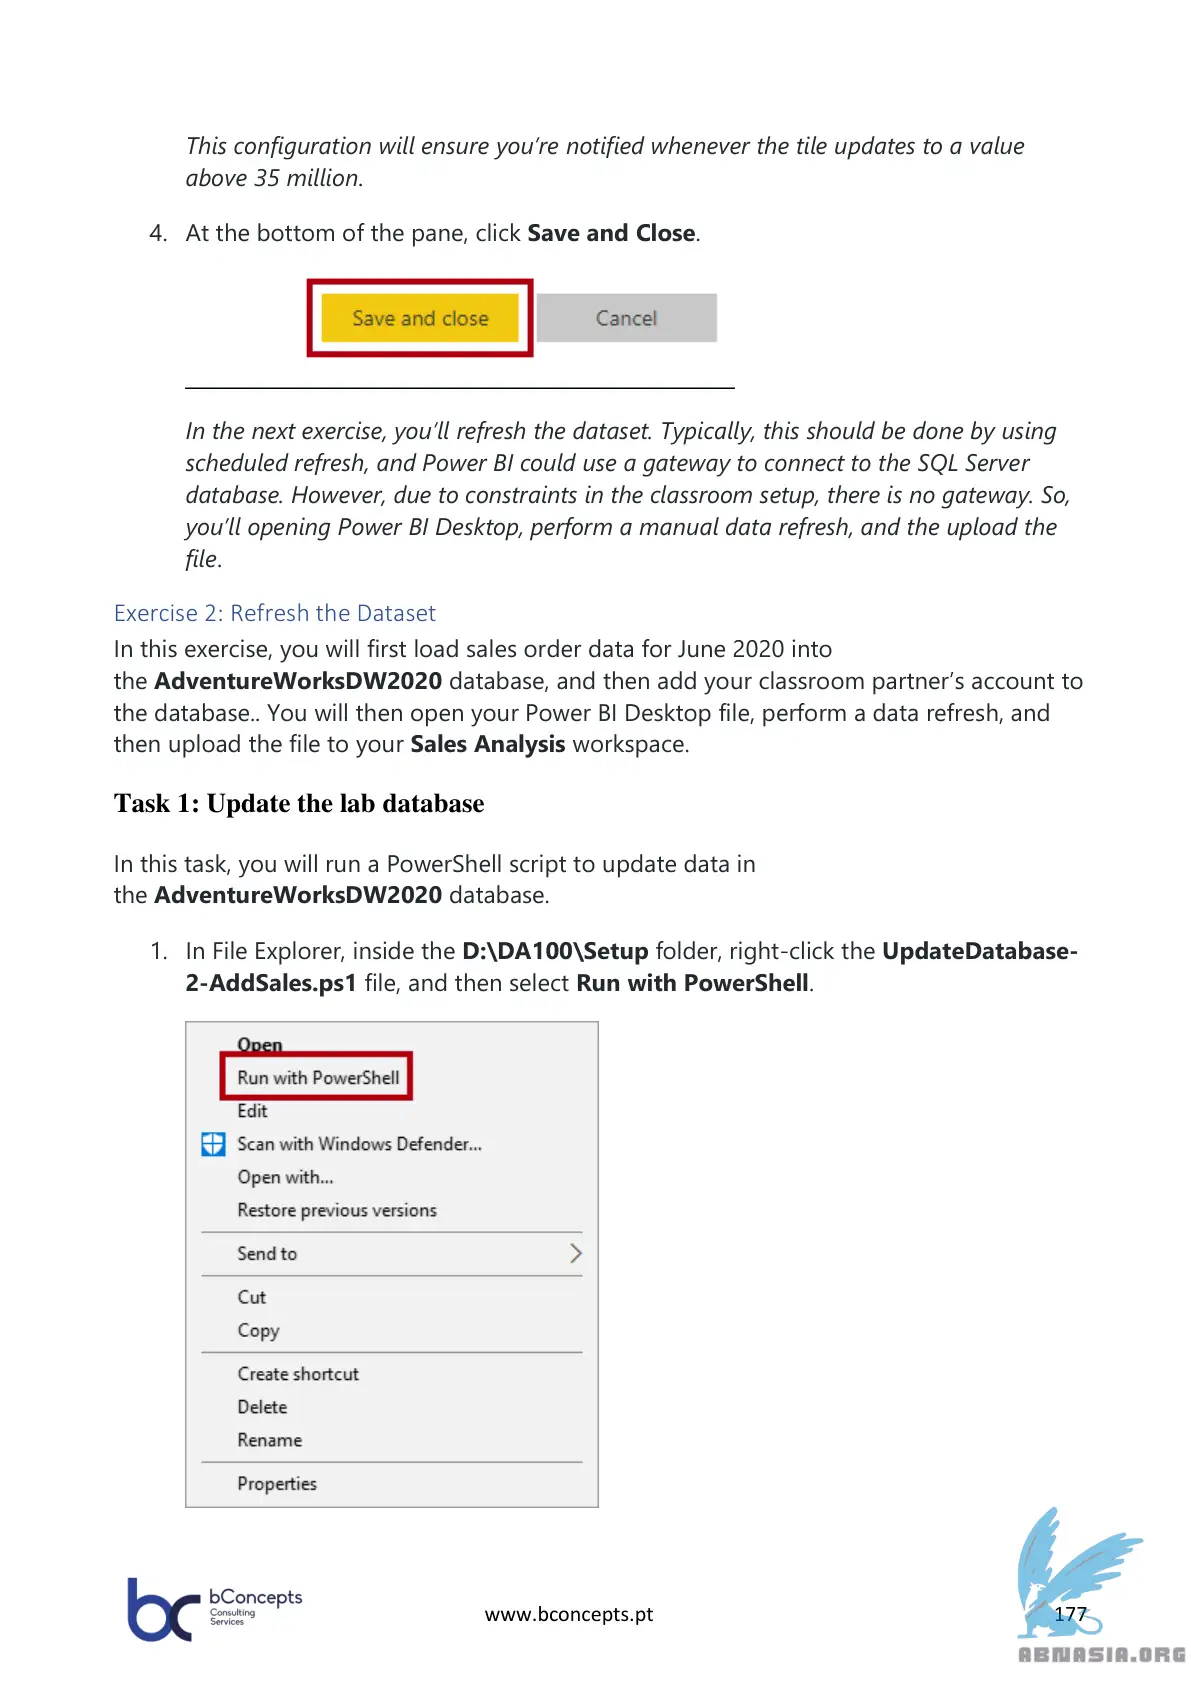 This configuration will ensure you’re notified whenever the tile updates to a value
above 35 million.
4. At the bottom of the pane, click Save and Close.
Save and close Cancel
In the next exercise, you’ll refresh the dataset. Typically, this should be done by using
scheduled refresh, and Power BI could use a gateway to connect to the SQL Server
database. However, due to constraints in the classroom setup, there is no gateway. So,
you’ll opening Power BI Desktop, perform a manual data refresh, and the upload the
file.
Exercise 2: Refresh the Dataset
In this exercise, you will first load sales order data for June 2020 into
the AdventureWorksDW2020 database, and then add your classroom partner’s account to
the database.. You will then open your Power BI Desktop file, perform a data refresh, and
then upload the file to your Sales Analysis workspace.
Task 1: Update the lab database
In this task, you will run a PowerShell script to update data in
the AdventureWorksDW2020 database.
1. In File Explorer, inside the D:\DA100\Setup folder, right-click the UpdateDatabase-
2-AddSales.ps1 file, and then select Run with PowerShell.
Open
Run with PowerShell
Edit
Scan with Windows Defender...
Open with...
Restore previous versions
Send to
Cut
Copy
Create shortcut
Delete
Rename
Properties
bc bConcepts
Consulting
Services
www.bconcepts.pt
177
ABNASIA.ORG